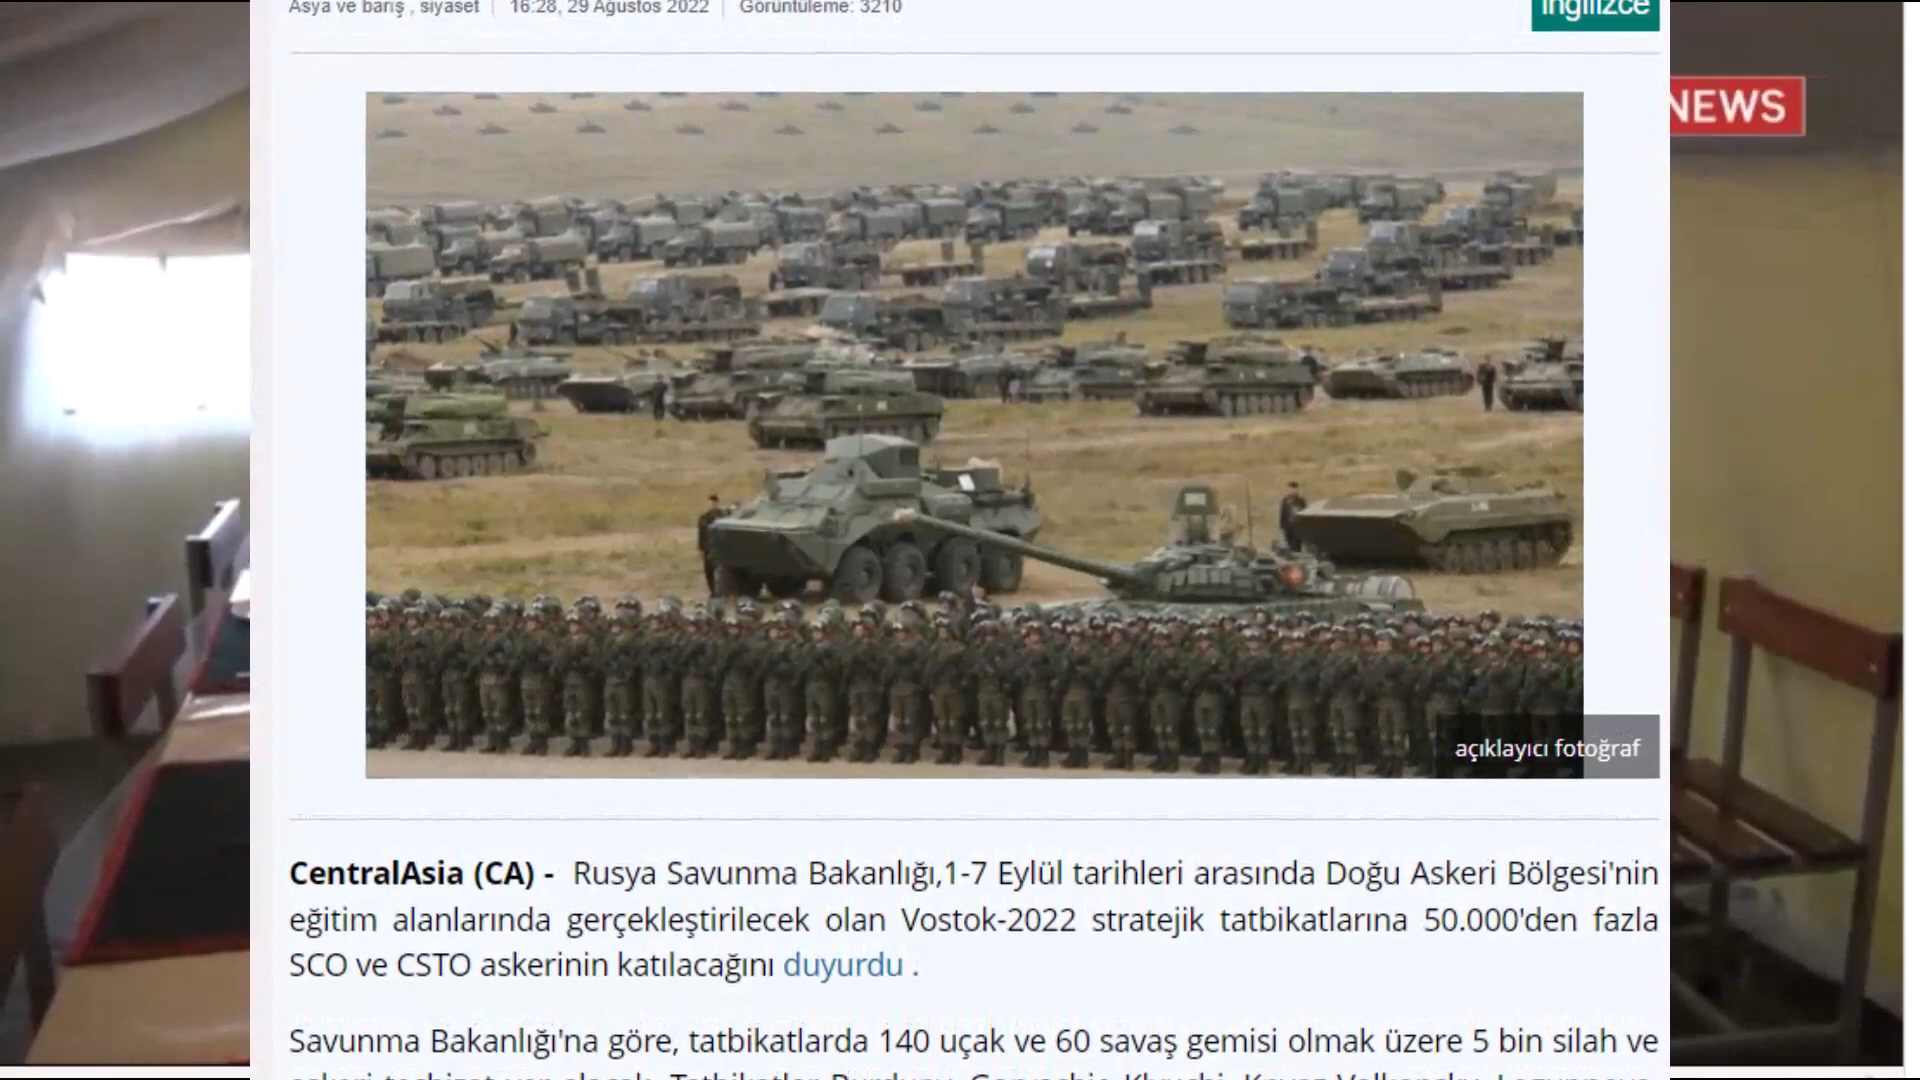 Asya ve barış , siyaset | 16:28, 29 Ağustos 2022 | Görüntüleme: 3210
ingilizce
NEWS
açıklayıcı fotoğraf
CentralAsia (CA) - Rusya Savunma Bakanlığı,1-7 Eylül tarihleri arasında Doğu Askeri Bölgesi'nin
eğitim alanlarında gerçekleştirilecek olan Vostok-2022 stratejik tatbikatlarına 50.000'den fazla
SCO ve CSTO askerinin katılacağını duyurdu .
Savunma Bakanlığı'na göre, tatbikatlarda 140 uçak ve 60 savaş gemisi olmak üzere 5 bin silah ve